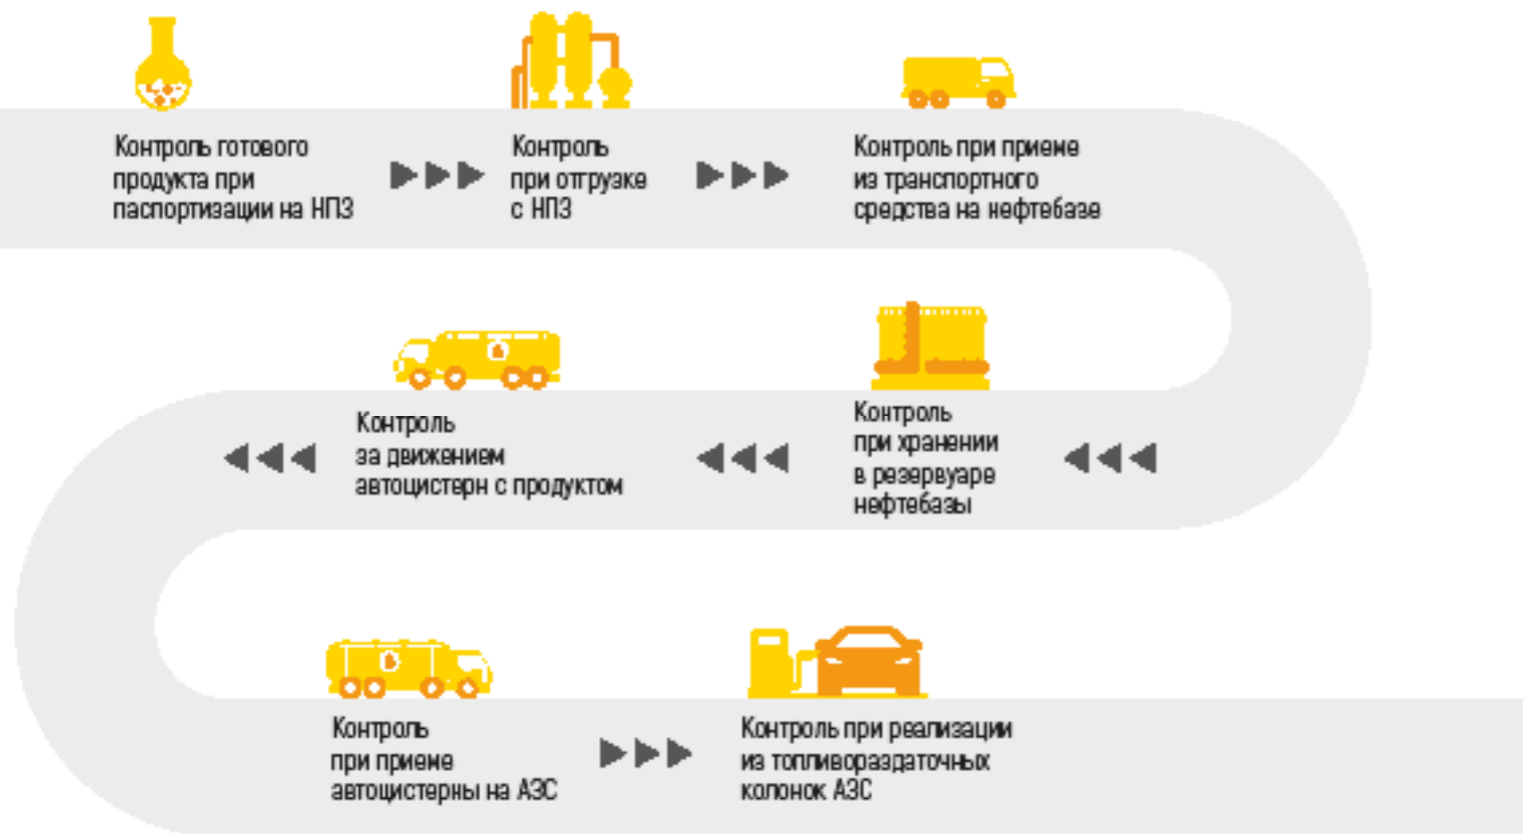 Контроль готового
продукта при
паспортизации на НПЗ
Контроль
при отгрузке
с НПЗ
Контроль при приеме
из транспортного
средства на нефтебазе
Контроль
при хранении
в резервуаре
нефтебазы
Контроль
за движением
автоцистерн с продуктом
Контроль
при приеме
автоцистерны на АЗС
Контроль при реализации
из топливораздаточных
колонок АЗС